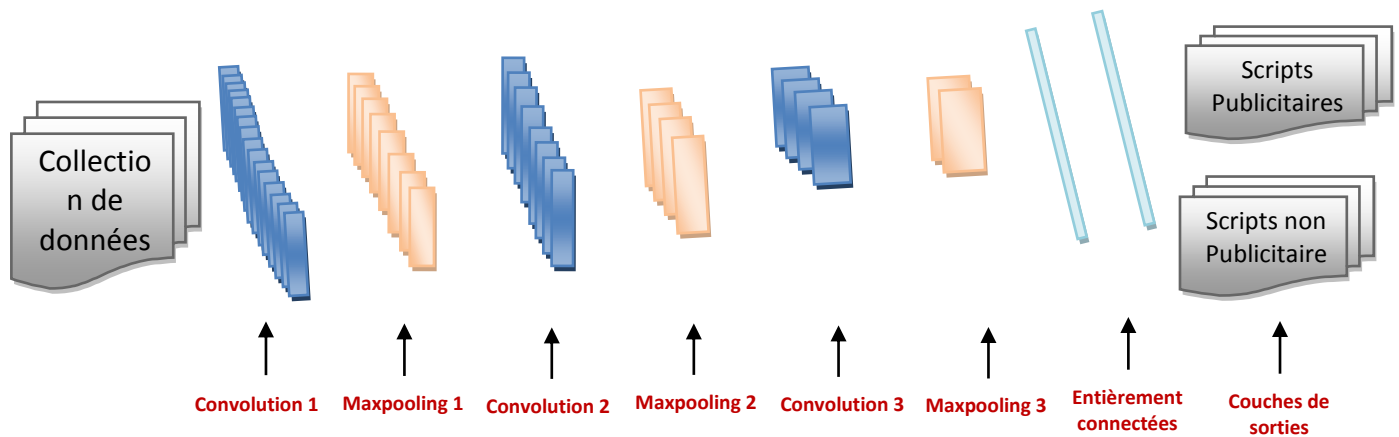 Collectio
n de
données
Scripts
Publicitaires
Scripts non
Publicitaire
Convolution 1
Maxpooling 1
Convolution 2
Maxpooling 2
Convolution 3
Maxpooling 3
Entièrement
connectées
Couches de
sorties